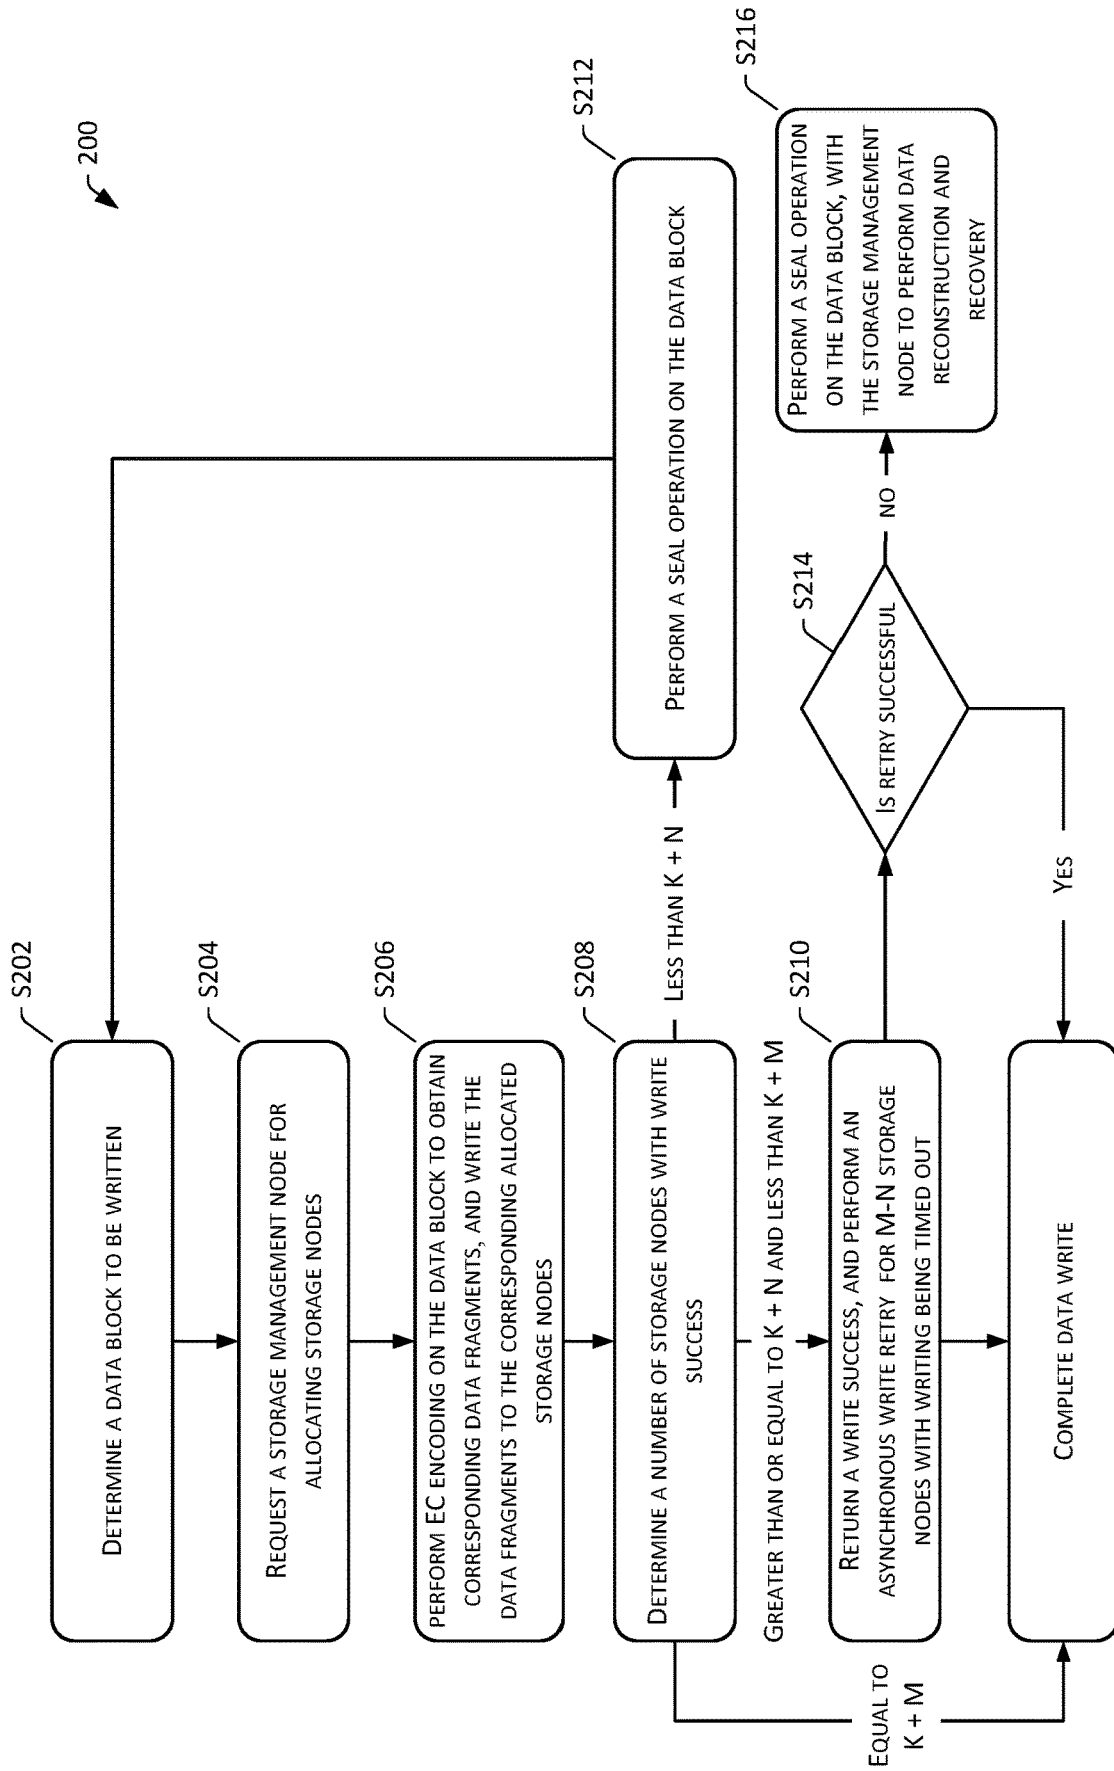 200
S202
DETERMINE A DATA BLOCK TO BE WRITTEN
S204
REQUEST A STORAGE MANAGEMENT NODE FOR
ALLOCATING STORAGE NODES
S206
PERFORM EC ENCODING ON THE DATA BLOCK TO OBTAIN
CORRESPONDING DATA FRAGMENTS, AND WRITE THE
DATA FRAGMENTS TO THE CORRESPONDING ALLOCATED
STORAGE NODES
S208
DETERMINE A NUMBER OF STORAGE NODES WITH WRITE
SUCCESS
LESS THAN K + N
S212
PERFORM A SEAL OPERATION ON THE DATA BLOCK
GREATER THAN OR EQUAL TO K + N AND LESS THAN K + M
S210
RETURN A WRITE SUCCESS, AND PERFORM AN
ASYNCHRONOUS WRITE RETRY FOR M-N STORAGE
NODES WITH WRITING BEING TIMED OUT
S214
IS RETRY SUCCESSFUL
NO
S216
PERFORM A SEAL OPERATION
ON THE DATA BLOCK, WITH
THE STORAGE MANAGEMENT
NODE TO PERFORM DATA
RECONSTRUCTION AND
RECOVERY
YES
EQUAL TO
K + M
COMPLETE DATA WRITE